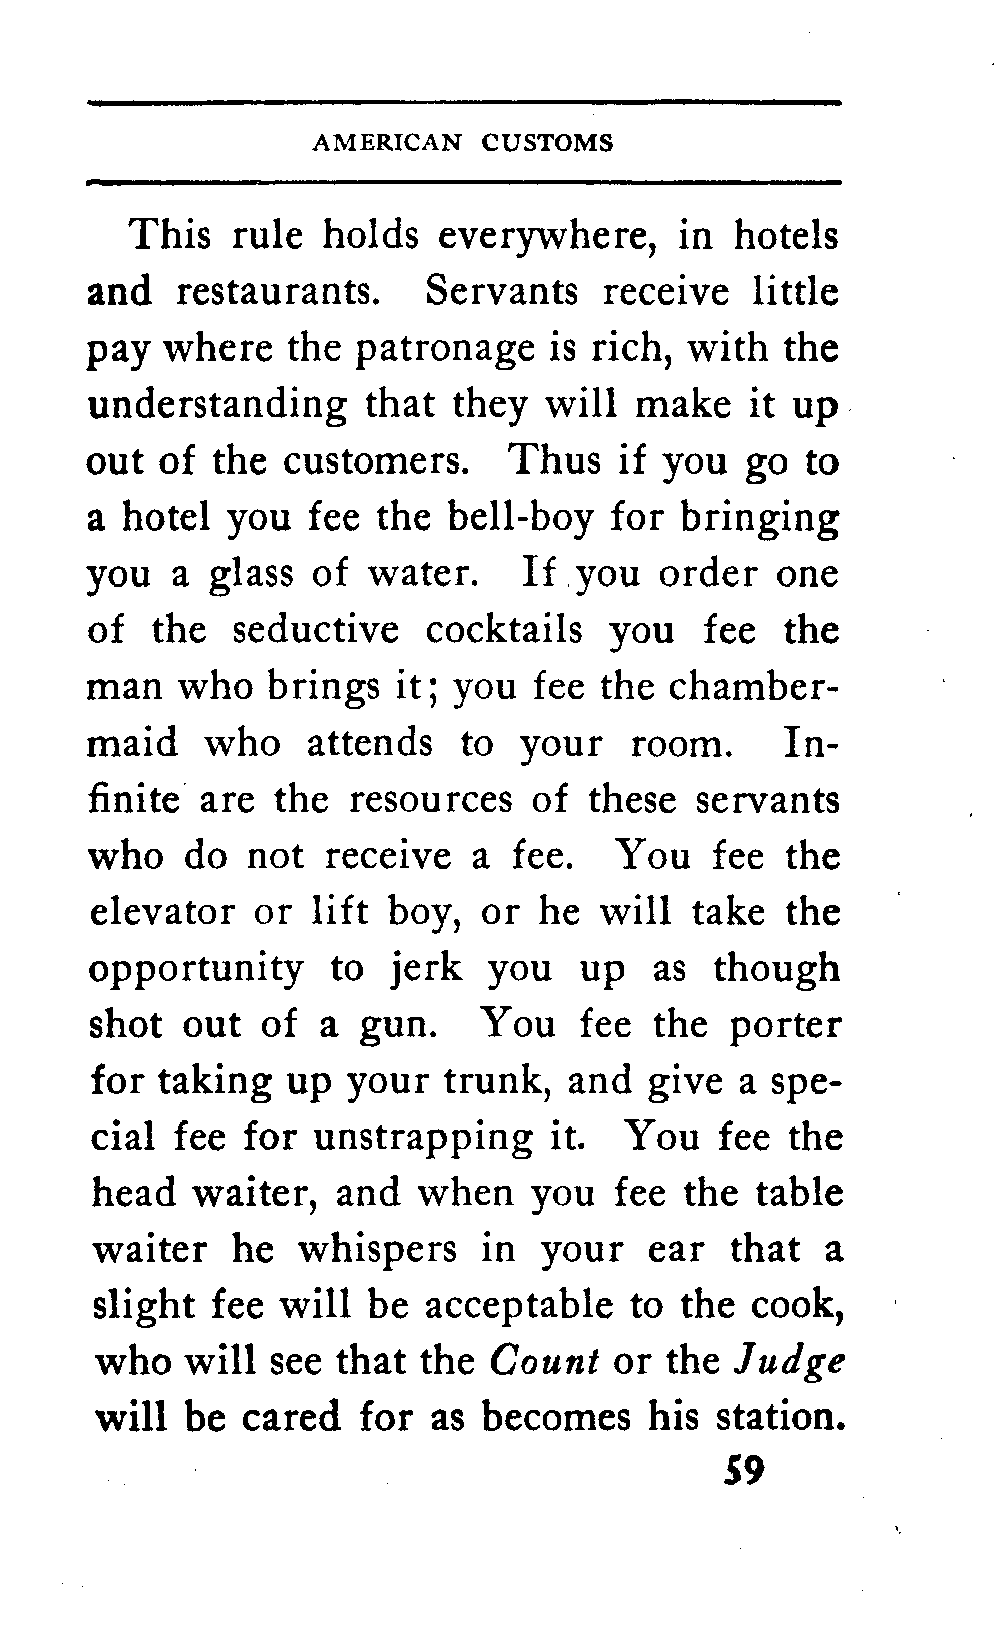 AMERICAN CUSTOMS
This rule holds everywhere, in hotels
and restaurants. Servants receive little
pay where the patronage is rich, with the
understanding that they will make it up
out of the customers. Thus if you go to
a hotel you fee the bell-boy for bringing
you a glass of water. If you order one
of the seductive cocktails you fee the
man who brings it; you fee the chamber-
maid who attends to your room. In-
finite are the resources of these servants
who do not receive a fee. You fee the
elevator or lift boy, or he will take the
opportunity to jerk you up as though
shot out of a gun. You fee the porter
for taking up your trunk, and give a spe-
cial fee for unstrapping it. You fee the
head waiter, and when you fee the table
waiter he whispers in your ear that a
slight fee will be acceptable to the cook,
who will see that the Count or the Judge
will be cared for as becomes his station.
59